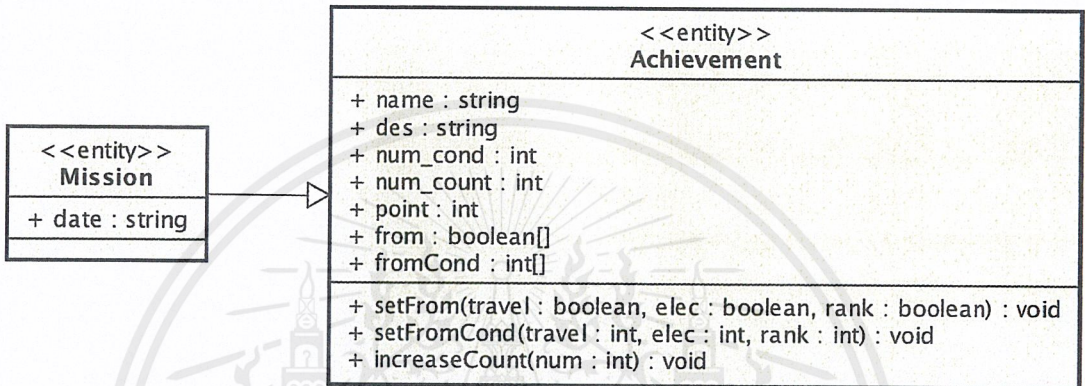 <<entity>>
Mission
+ date : string
<<entity>>
Achievement
+ name : string
+ des : string
+ num_cond : int
+ num_count : int
+ point : int
+ from : boolean[]
+ fromCond : int[]
+ setFrom(travel : boolean, elec : boolean, rank : boolean) : void
+ setFromCond(travel : int, elec : int, rank : int) : void
+ increaseCount(num : int) : void